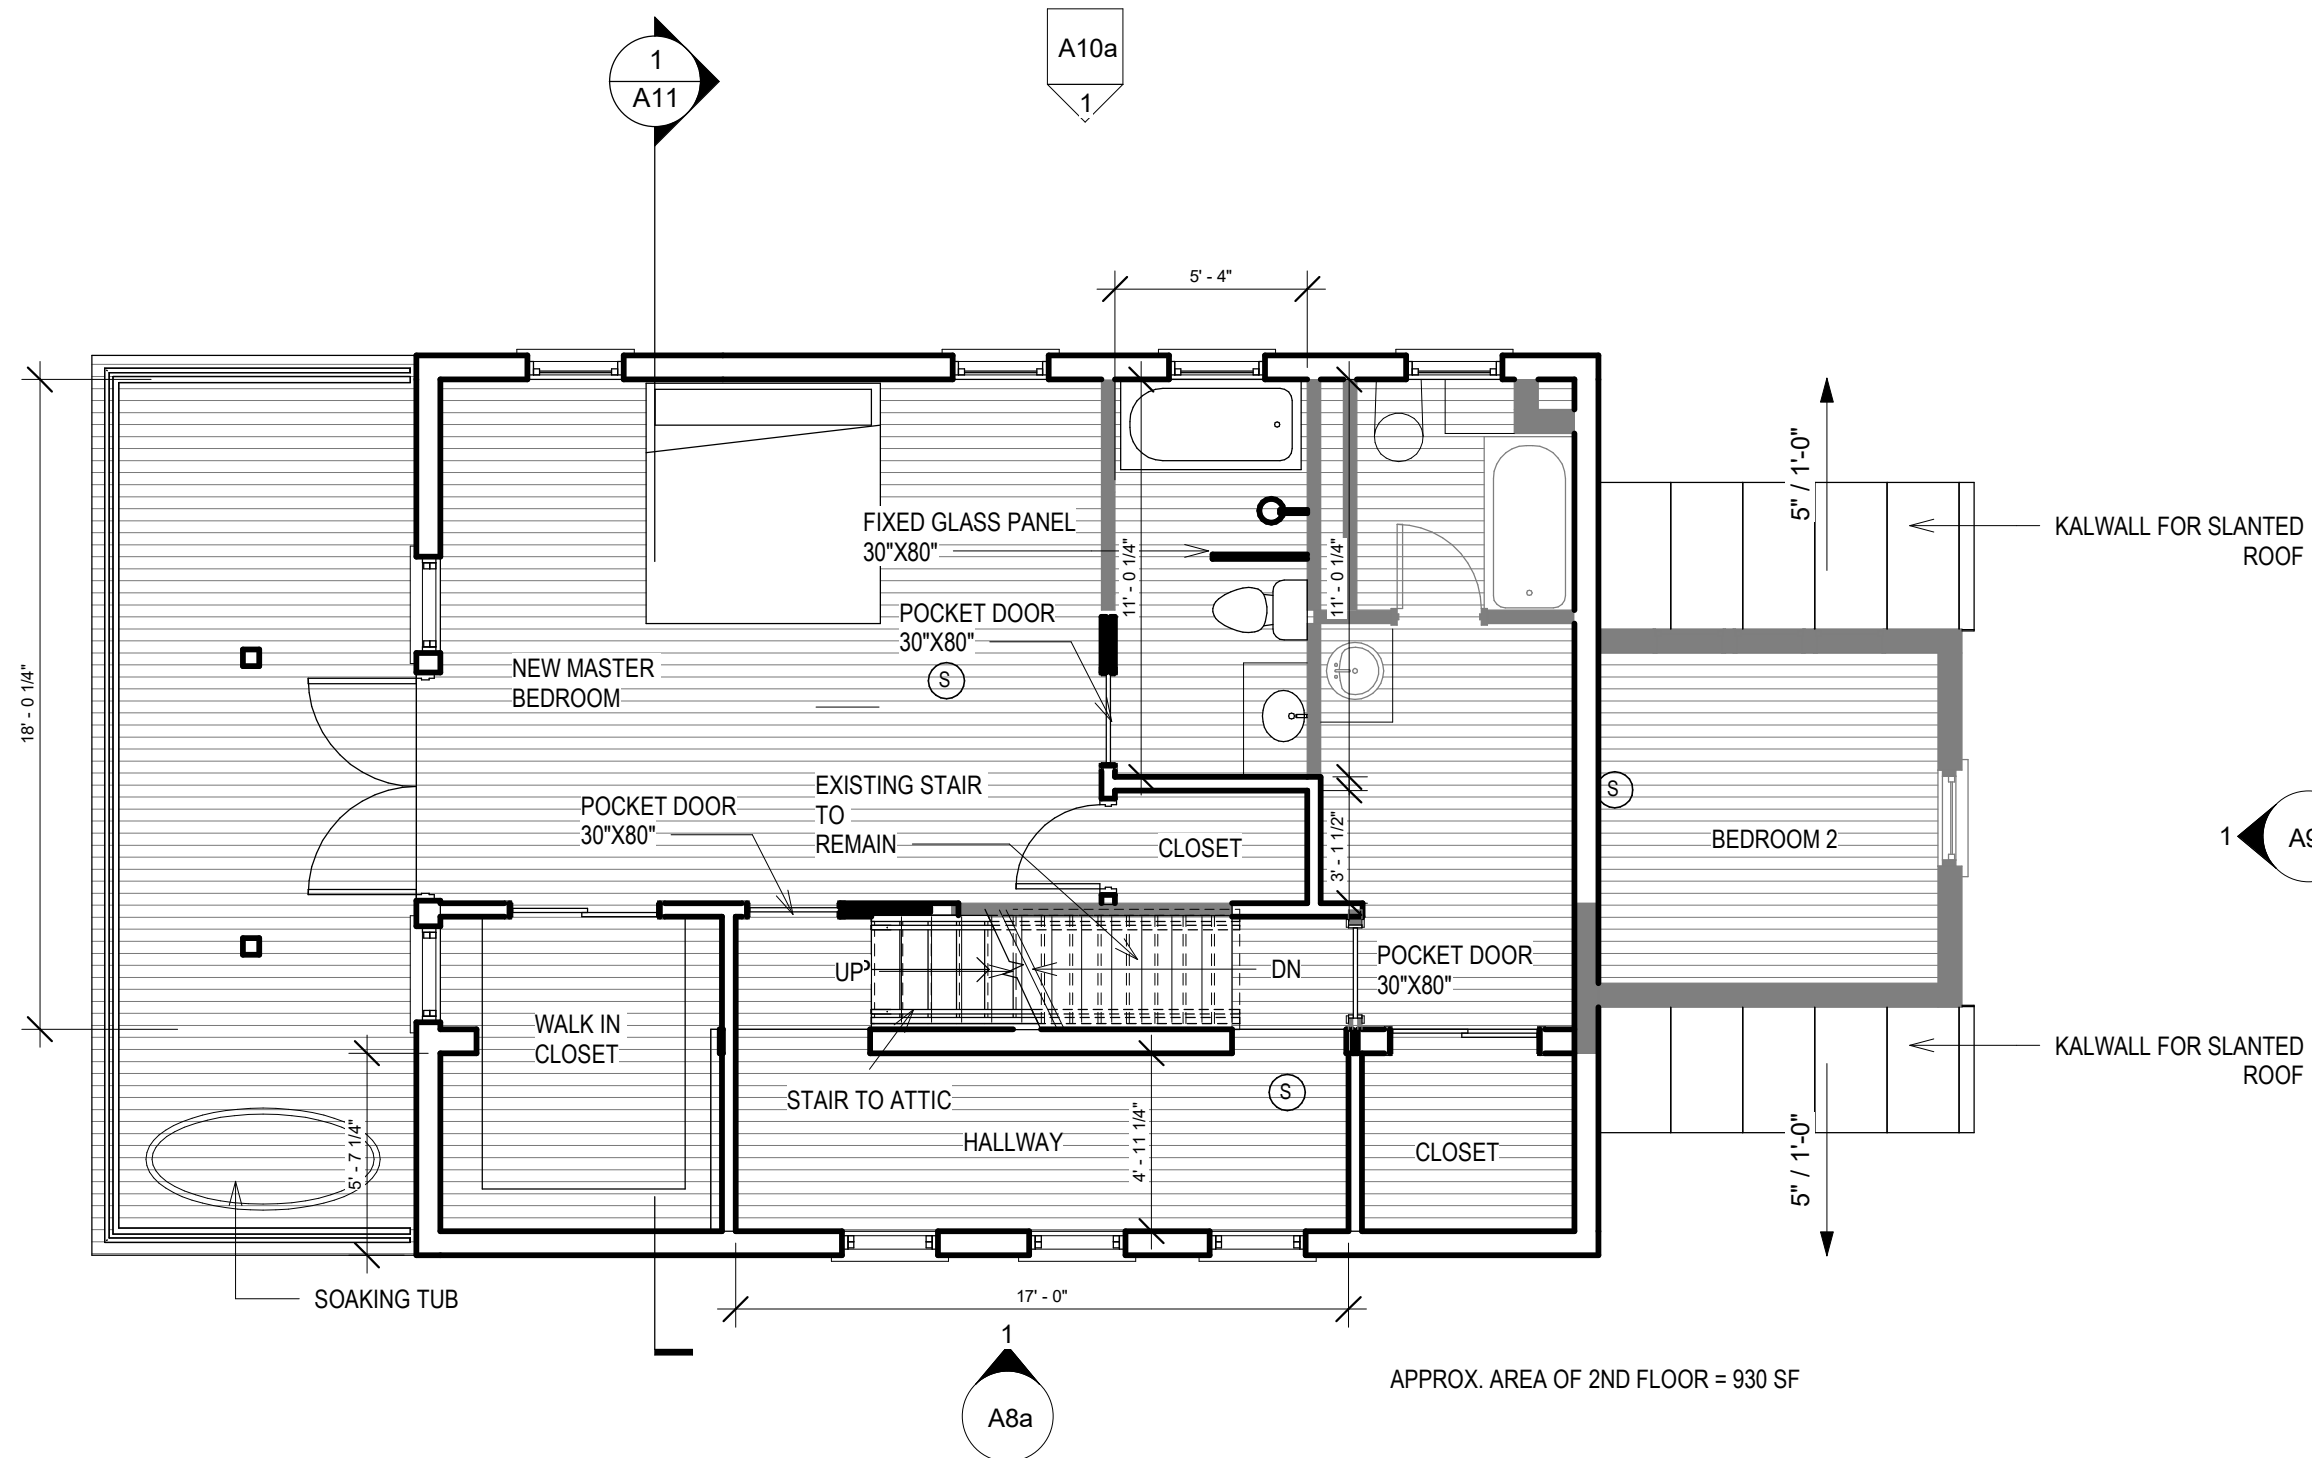 1
A11
A10a
1
5' - 4"
5" / 1'-0"
KALWALL FOR SLANTED
ROOF
FIXED GLASS PANEL
30"X80"
11' - 0 1/4"
11' - 0 1/4"
POCKET DOOR
30"X80"
S
NEW MASTER
BEDROOM
18' - 0 1/4"
EXISTING STAIR
TO
REMAIN
POCKET DOOR
30"X80"
CLOSET
3' - 1 1/2"
S
BEDROOM 2
1
UP
DN
POCKET DOOR
30"X80"
WALK IN
CLOSET
KALWALL FOR SLANTED
ROOF
STAIR TO ATTIC
S
HALLWAY
4' - 11 1/4"
CLOSET
5' - 7 1/4"
5" / 1'-0"
SOAKING TUB
17' - 0"
1
A8a
APPROX. AREA OF 2ND FLOOR = 930 SF